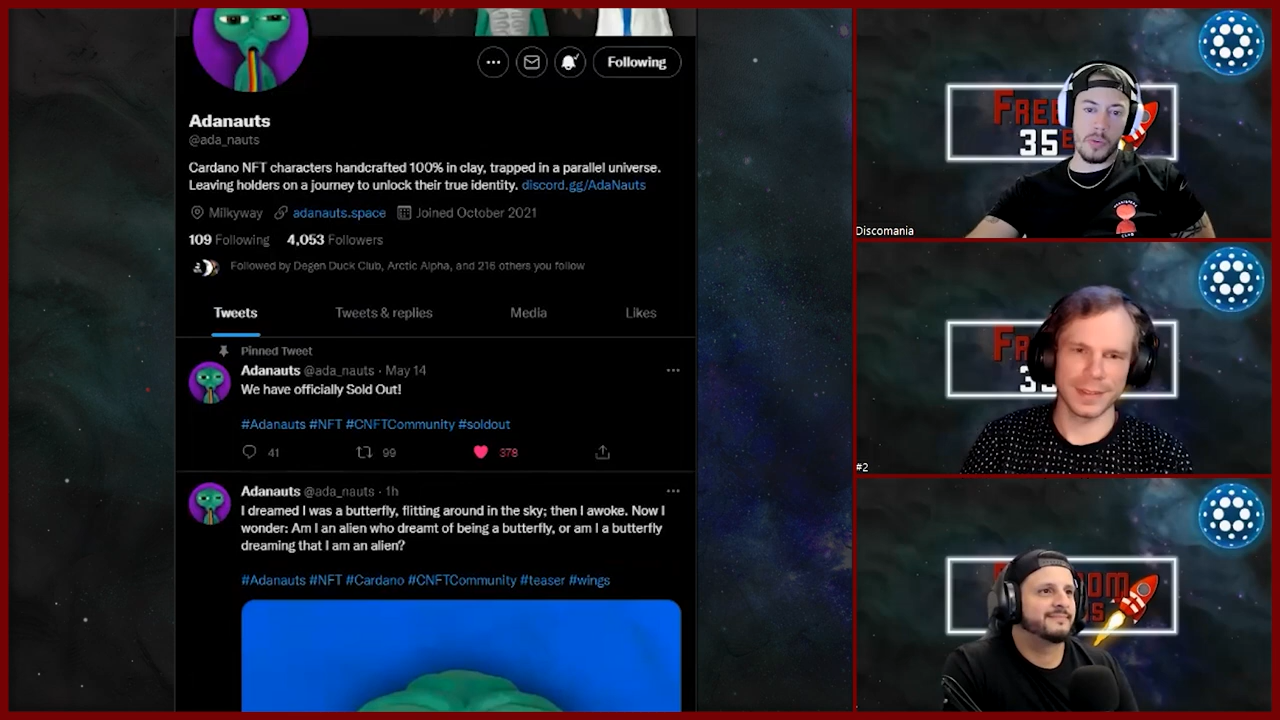 Following
Adanauts
@ada_nauts
Cardano NFT characters handcrafted 100% in clay, trapped in a parallel universe.
Leaving holders on a journey to unlock their true identity. discord.gg/AdaNauts
Milkyway adanauts.space Joined October 2021
109 Following 4,053 Followers
Followed by Degen Duck Club, Arctic Alpha, and 216 others you follow
Tweets Tweets & replies Media Likes
Pinned Tweet
Adanauts @ada_nauts · May 14
We have officially Sold Out!
#Adanauts #NFT #CNFTCommunity #soldout
41 99 378
Adanauts @ada_nauts · 1h
I dreamed I was a butterfly, flitting around in the sky; then I awoke. Now I
wonder: Am I an alien who dreamt of being a butterfly, or am I a butterfly
dreaming that I am an alien?
#Adanauts #NFT #Cardano #CNFTCommunity #teaser #wings
35
Discomania
#2